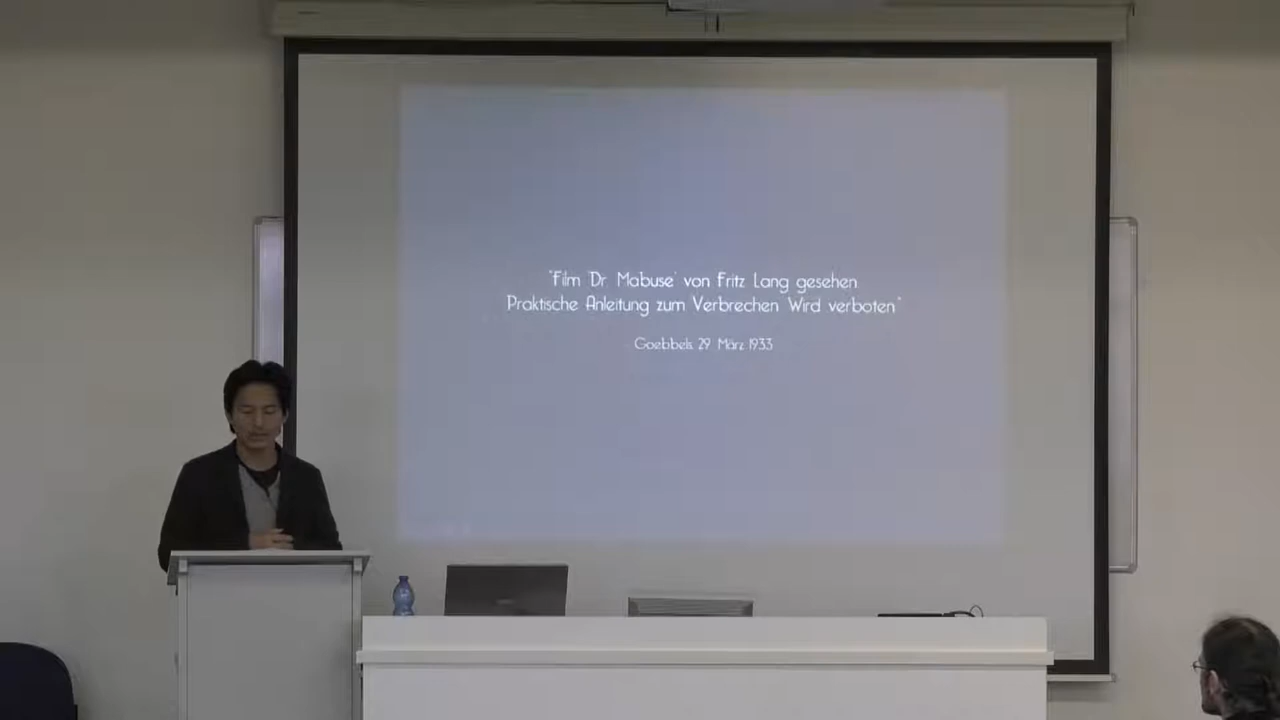 "Film 'Dr. Mabuse' von Fritz Lang gesehen.
Praktische Anleitung zum Verbrechen. Wird verboten"
Goebbels, 29. März 1933